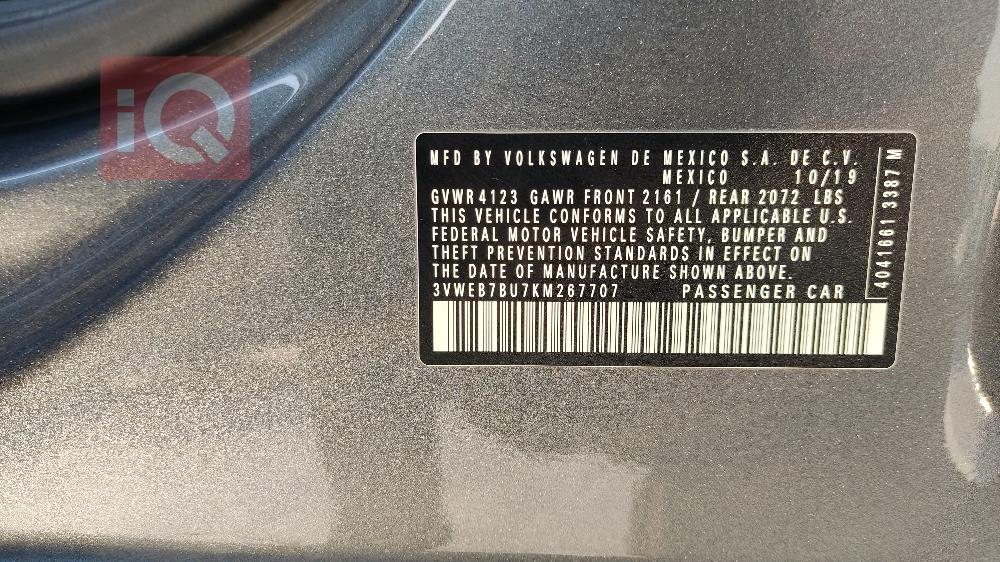 iQ
MFD BY VOLKSWAGEN DE MEXICO S.A. DE C.V.
MEXICO 10/19
GVWR 4123 GAWR FRONT 2161 / REAR 2072 LBS
THIS VEHICLE CONFORMS TO ALL APPLICABLE U.S.
FEDERAL MOTOR VEHICLE SAFETY, BUMPER AND
THEFT PREVENTION STANDARDS IN EFFECT ON
THE DATE OF MANUFACTURE SHOWN ABOVE.
3VWEB7BU7KM267707 PASSENGER CAR
4041661 3387 M